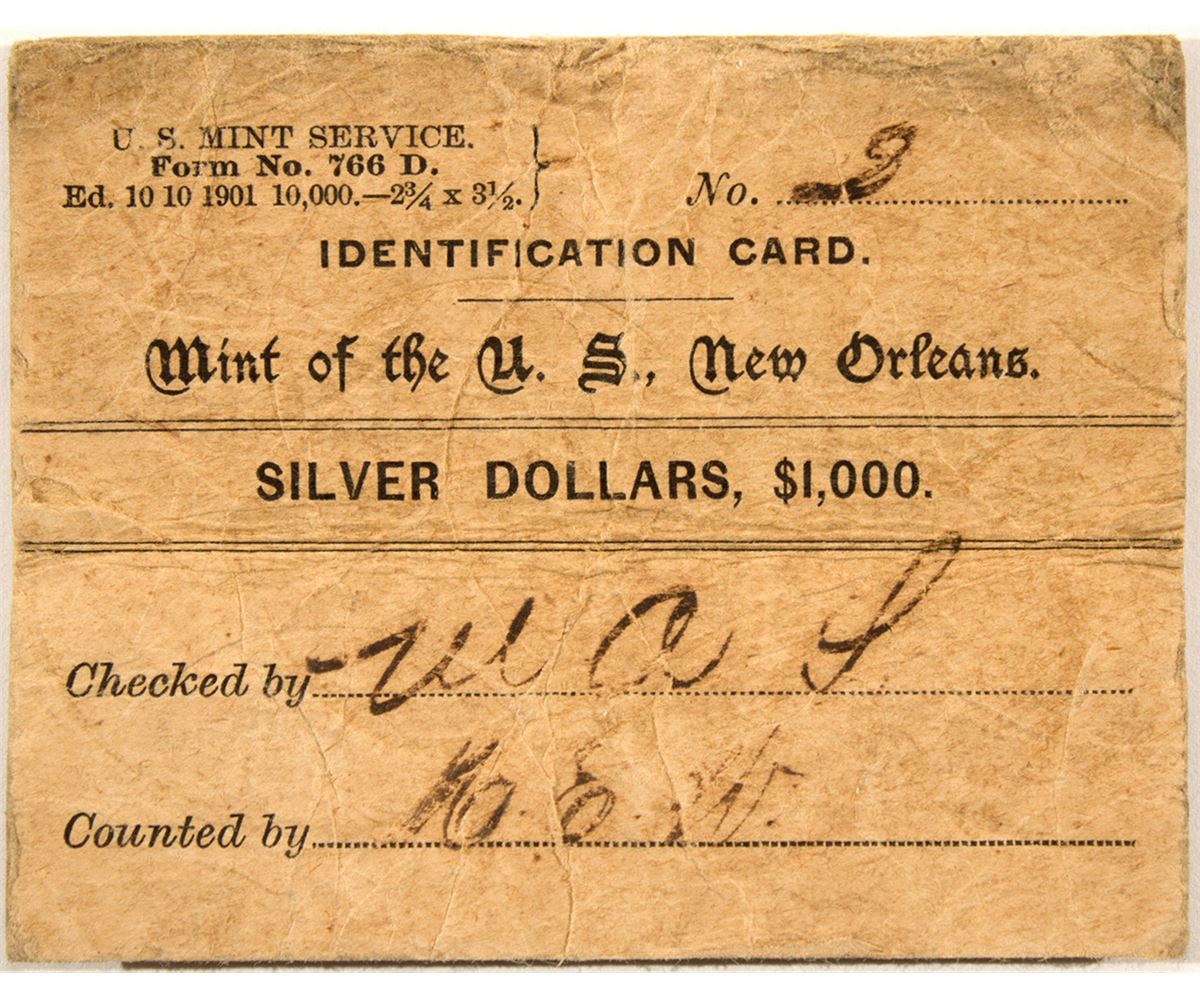 U. S. MINT SERVICE.
Form No. 766 D.
Ed. 10 10 1901 10,000.—2¾ x 3½.
No.
IDENTIFICATION CARD.
Mint of the U. S., New Orleans.
SILVER DOLLARS, $1,000.
Checked by W A S
Counted by